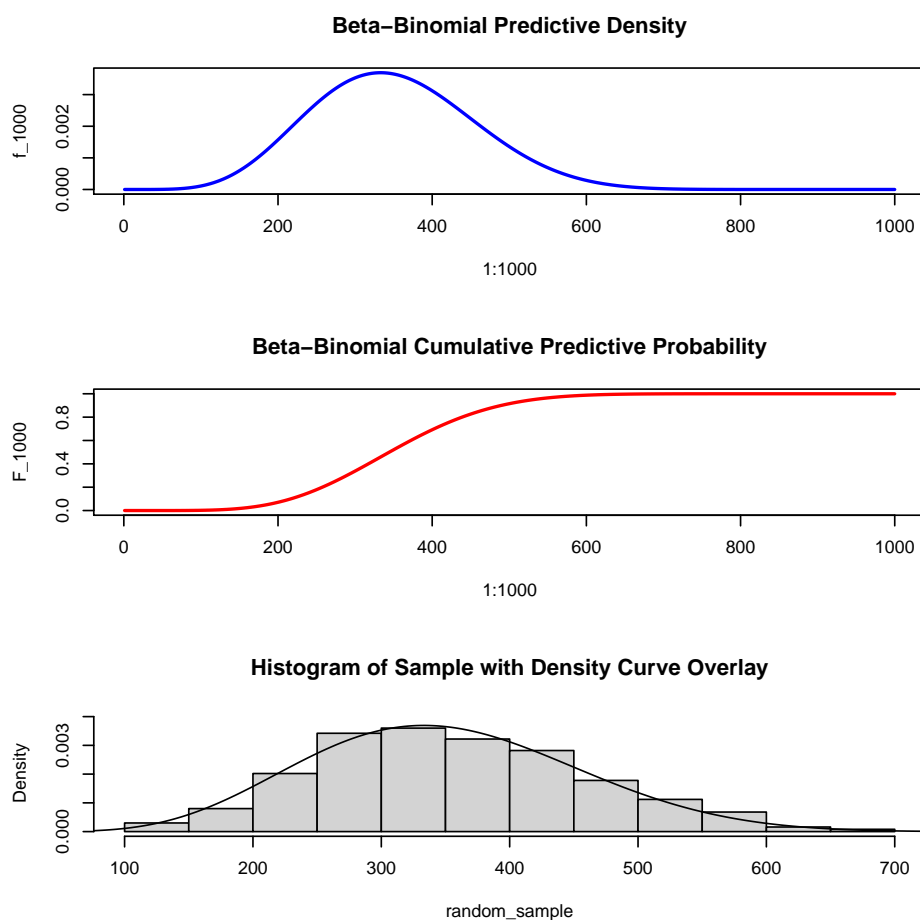 Beta−Binomial Predictive Density
f_1000
0.000 0.002
0 200 400 600 800 1000
1:1000
Beta−Binomial Cumulative Predictive Probability
F_1000
0.0 0.4 0.8
0 200 400 600 800 1000
1:1000
Histogram of Sample with Density Curve Overlay
Density
0.000 0.003
100 200 300 400 500 600 700
random_sample